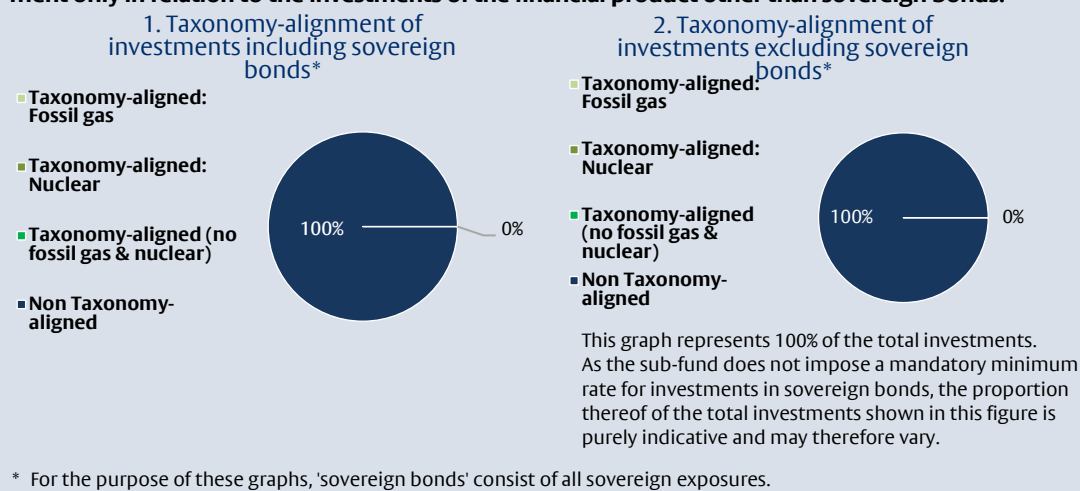 ment only in relation to the investments of the financial product other than sovereign bonds.
1. Taxonomy-alignment of
investments including sovereign
bonds*
Taxonomy-aligned:
Fossil gas
Taxonomy-aligned:
Nuclear
Taxonomy-aligned (no
fossil gas & nuclear)
Non Taxonomy-
aligned
100%
0%
2. Taxonomy-alignment of
investments excluding sovereign
bonds*
Taxonomy-aligned:
Fossil gas
Taxonomy-aligned:
Nuclear
Taxonomy-aligned
(no fossil gas &
nuclear)
Non Taxonomy-
aligned
100%
0%
This graph represents 100% of the total investments.
As the sub-fund does not impose a mandatory minimum
rate for investments in sovereign bonds, the proportion
thereof of the total investments shown in this figure is
purely indicative and may therefore vary.
* For the purpose of these graphs, 'sovereign bonds' consist of all sovereign exposures.